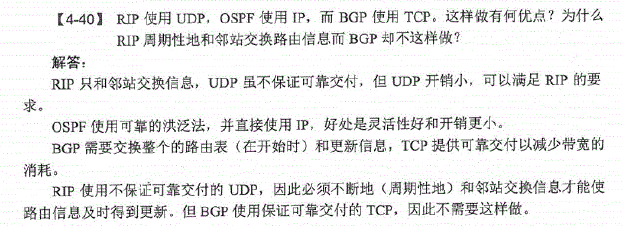 【4-40】 RIP 使用 UDP，OSPF 使用 IP，而 BGP 使用 TCP。这样做有何优点？为什么
RIP 周期性地和邻站交换路由信息而 BGP 却不这样做？
解答：
RIP 只和邻站交换信息，UDP 虽不保证可靠交付，但 UDP 开销小，可以满足 RIP 的要
求。
OSPF 使用可靠的洪泛法，并直接使用 IP，好处是灵活性好和开销更小。
BGP 需要交换整个的路由表（在开始时）和更新信息，TCP 提供可靠交付以减少带宽的
消耗。
RIP 使用不保证可靠交付的 UDP，因此必须不断地（周期性地）和邻站交换信息才能使
路由信息及时得到更新。但 BGP 使用保证可靠交付的 TCP，因此不需要这样做。